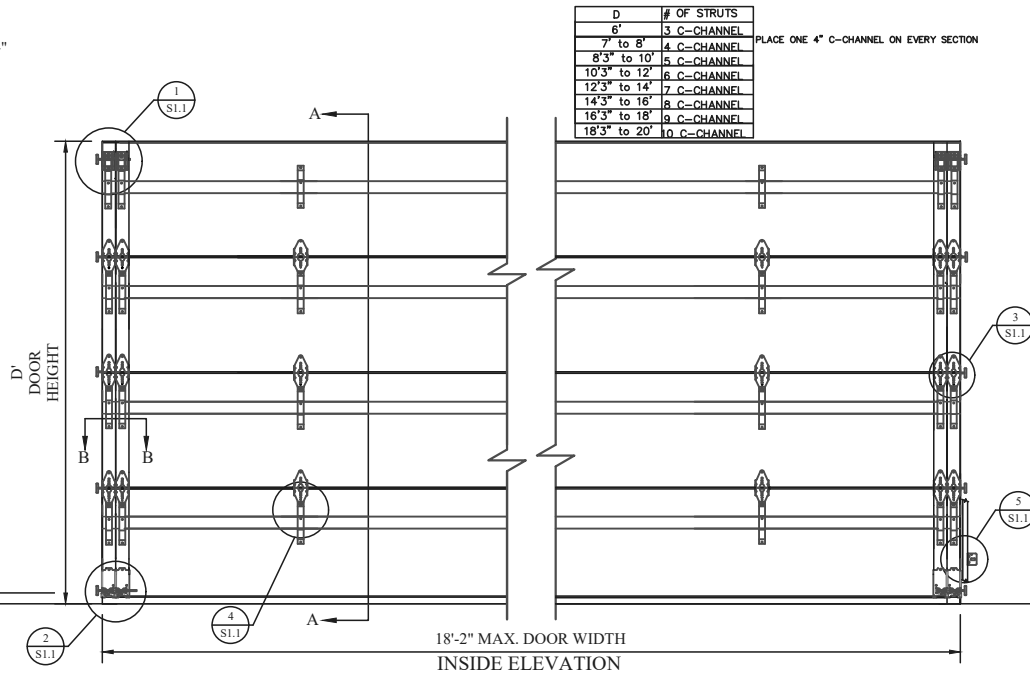 "
D # OF STRUTS
6' 3 C-CHANNEL
7' to 8' 4 C-CHANNEL
8'3" to 10' 5 C-CHANNEL
10'3" to 12' 6 C-CHANNEL
12'3" to 14' 7 C-CHANNEL
14'3" to 16' 8 C-CHANNEL
16'3" to 18' 9 C-CHANNEL
18'3" to 20' 10 C-CHANNEL
PLACE ONE 4" C-CHANNEL ON EVERY SECTION
1
S1.1
A
3
S1.1
D'
DOOR
HEIGHT
B B
5
S1.1
4
S1.1
A
2
S1.1
18'-2" MAX. DOOR WIDTH
INSIDE ELEVATION